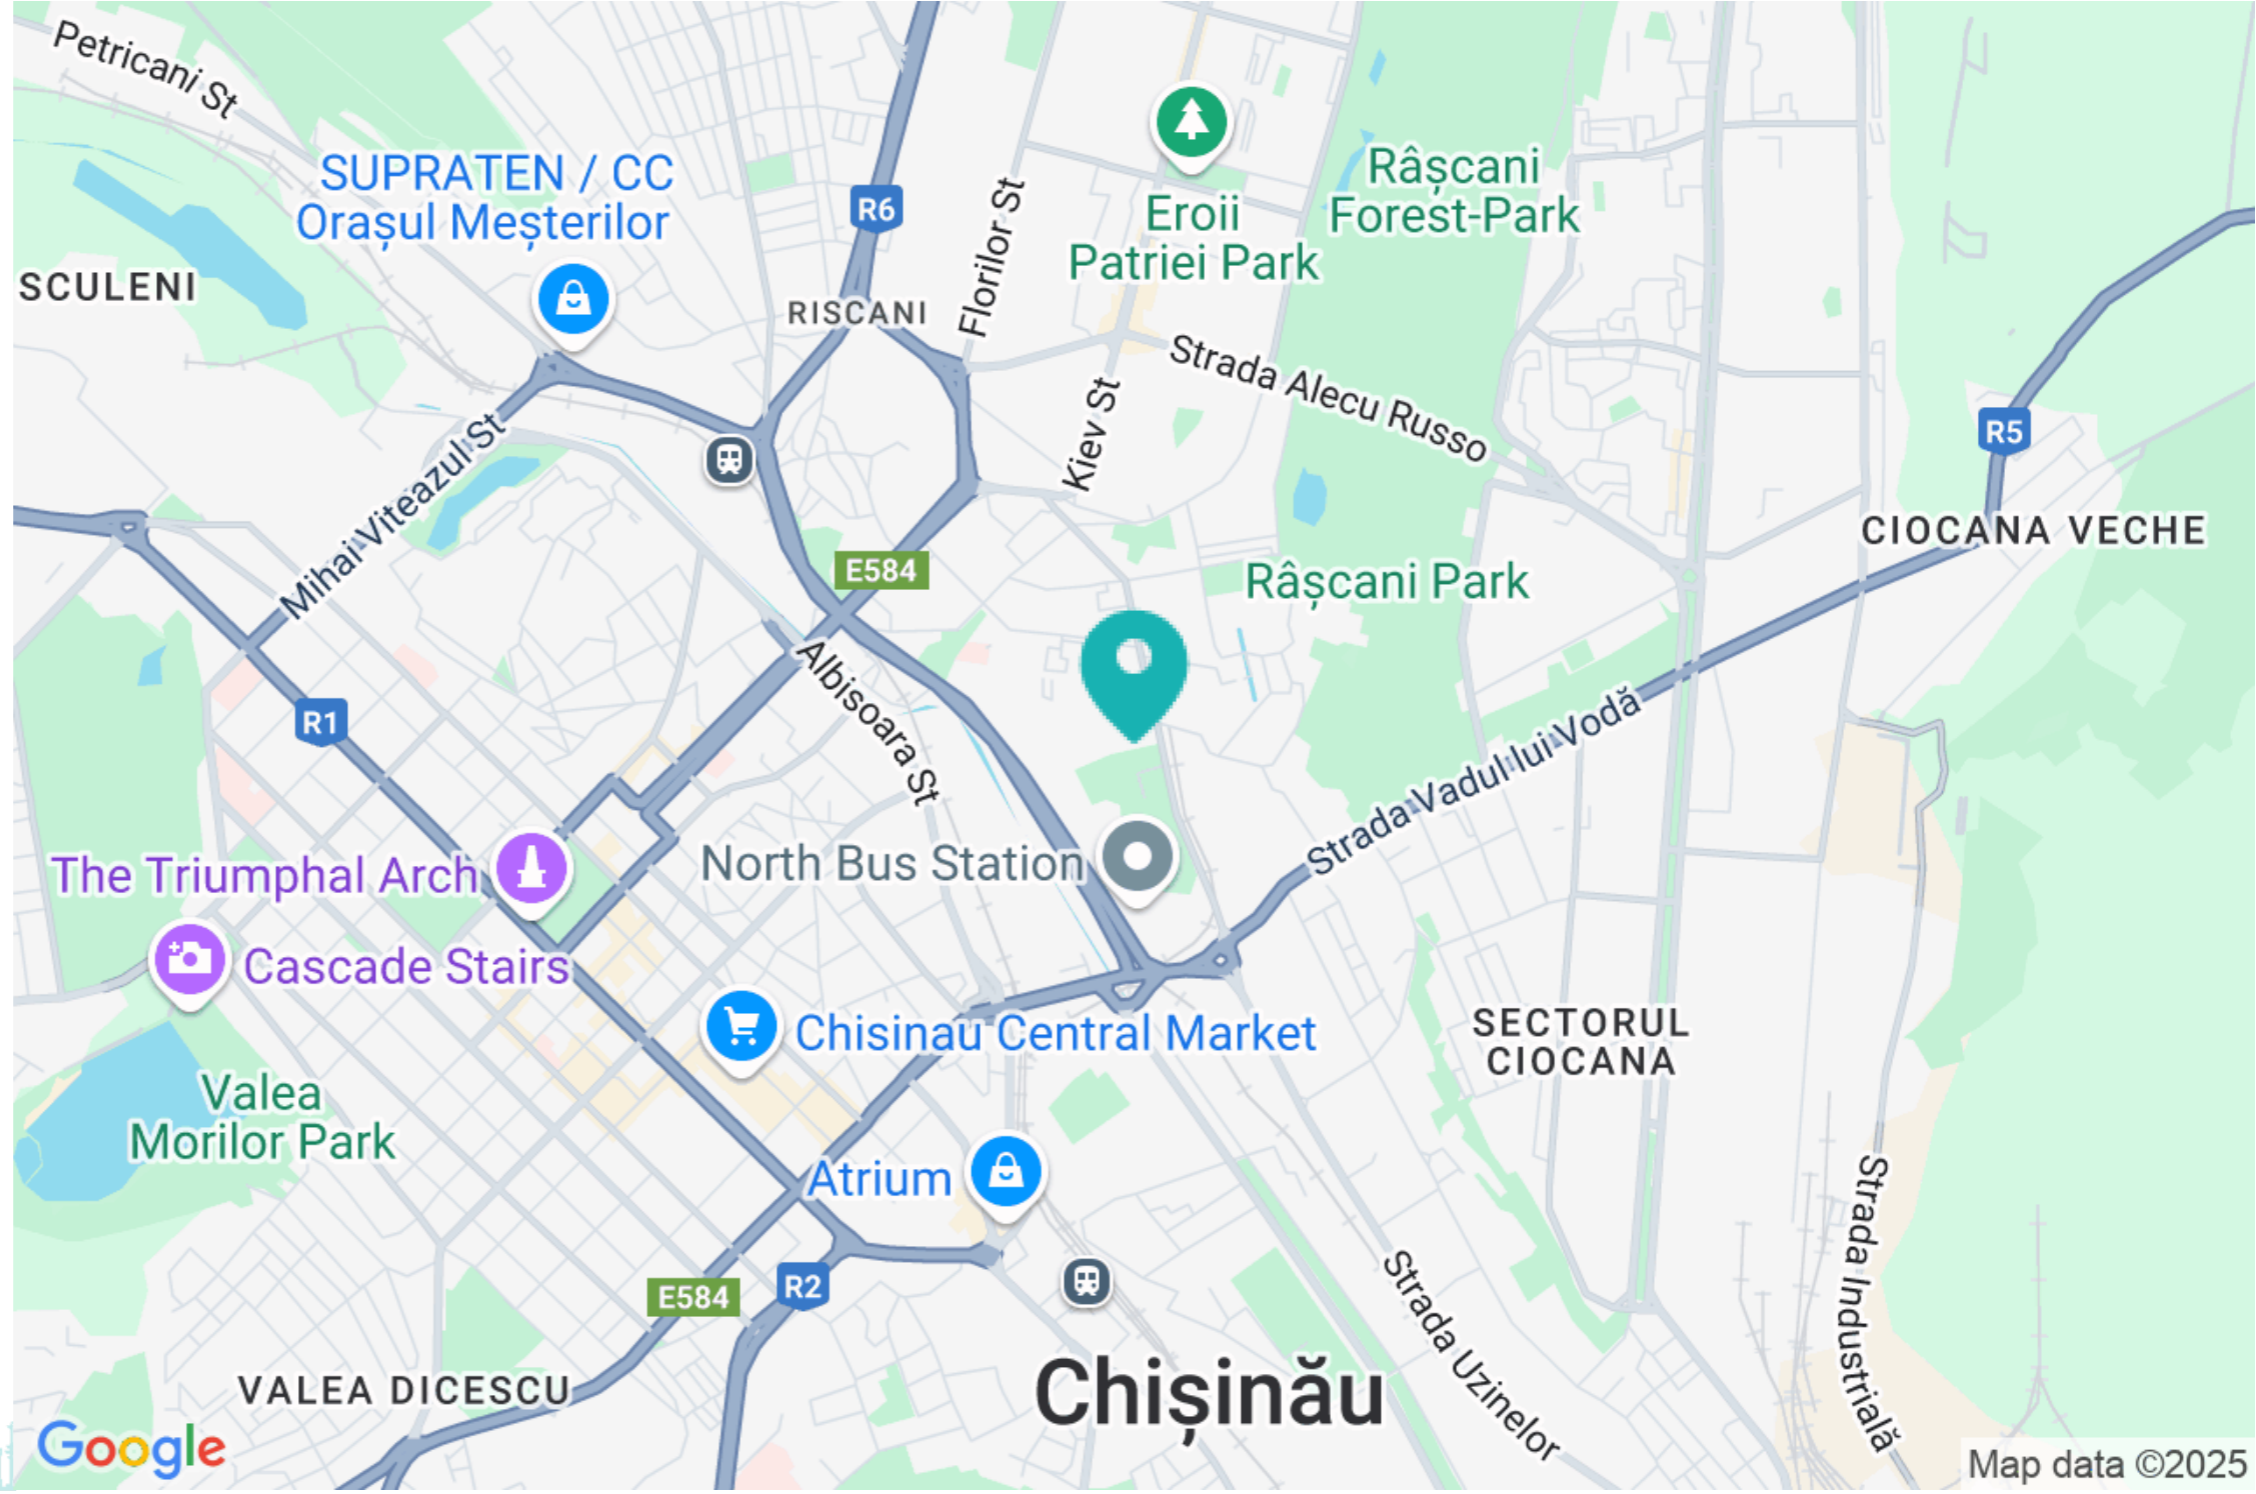 Petricani St
SUPRATEN / CC
Orașul Meșterilor
R6
Florilor St
Eroii
Patriei Park
Râșcani
Forest-Park
SCULENI
RISCANI
Strada Alecu Russo
Kiev St
R5
Mihai Viteazul St
CIOCANA VECHE
E584
Râșcani Park
Albisoara St
R1
Strada Vadul lui Vodă
The Triumphal Arch
North Bus Station
Cascade Stairs
Chisinau Central Market
SECTORUL
CIOCANA
Valea
Morilor Park
Atrium
Strada Industrială
R2
E584
Strada Uzinelor
VALEA DICESCU
Chișinău
Google
Map data ©2025